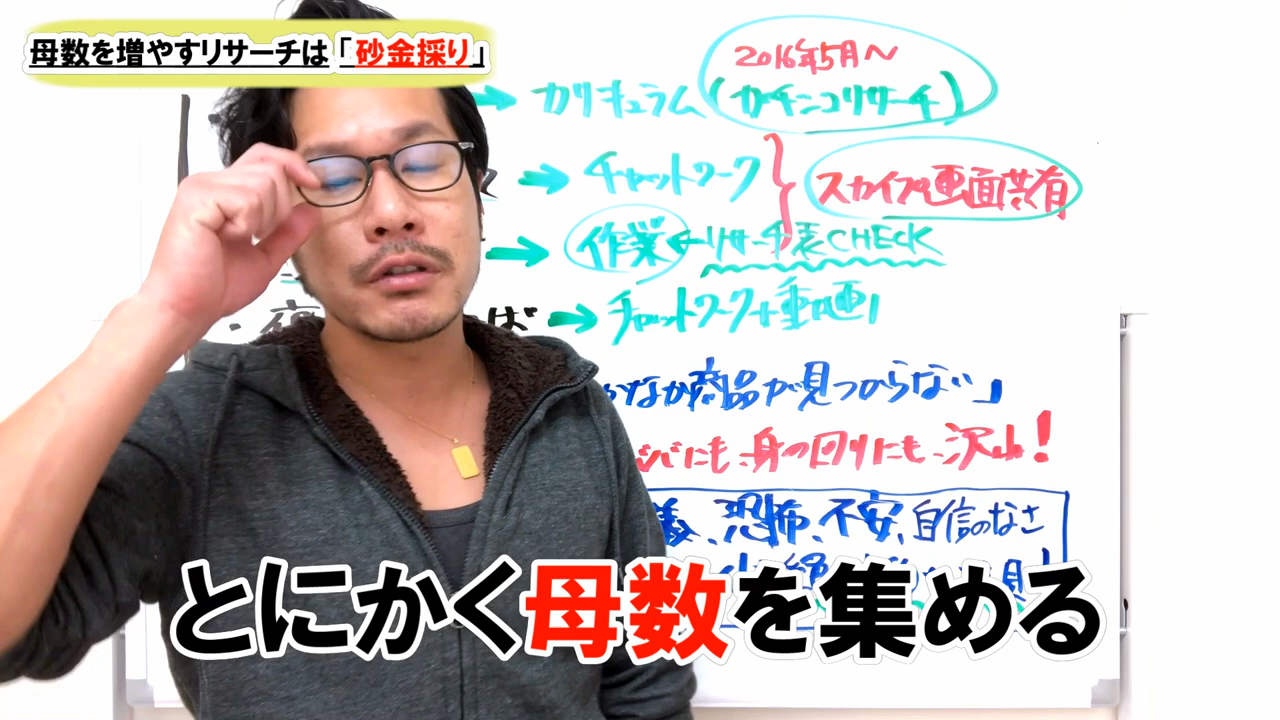 母数を増やすリサーチは「砂金採り」
2016年5月〜
→ カリキュラム (ガチンコリサーチ)
→ チャットワーク
スカイプ画面共有
→ 作業 ← リサーチ表CHECK
ば → チャットワーク+動画
なか商品が見つからない」
にも、身の回りにも、沢山!
、恐怖、不安、自信のなさ
とにかく母数を集める